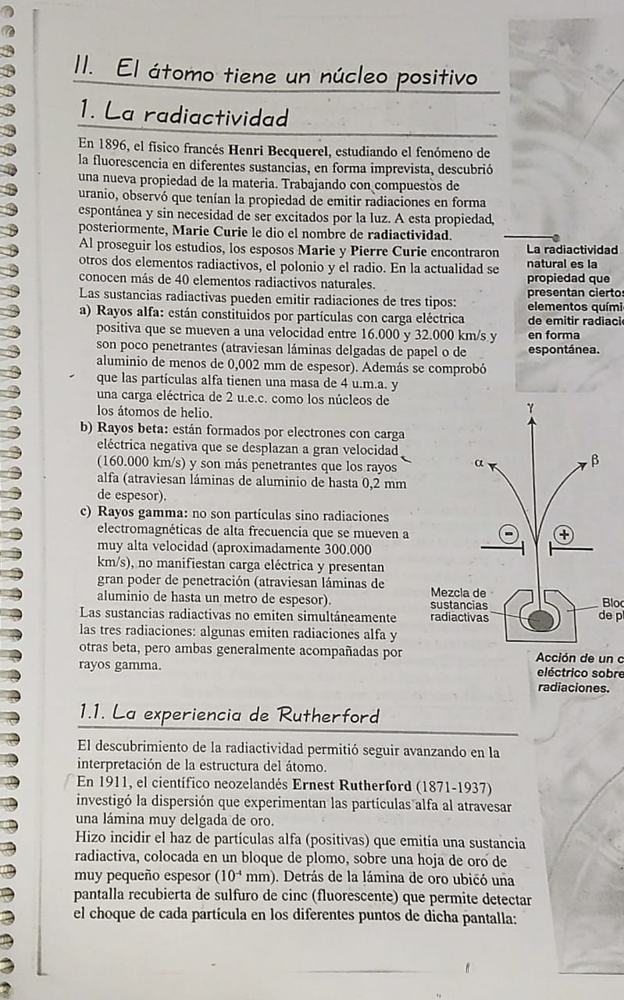 II. El átomo tiene un núcleo positivo
1. La radiactividad
En 1896, el físico francés Henri Becquerel, estudiando el fenómeno de
la fluorescencia en diferentes sustancias, en forma imprevista, descubrió
una nueva propiedad de la materia. Trabajando con compuestos de
uranio, observó que tenían la propiedad de emitir radiaciones en forma
espontánea y sin necesidad de ser excitados por la luz. A esta propiedad,
posteriormente, Marie Curie le dio el nombre de radiactividad.
Al proseguir los estudios, los esposos Marie y Pierre Curie encontraron
otros dos elementos radiactivos, el polonio y el radio. En la actualidad se
conocen más de 40 elementos radiactivos naturales.
Las sustancias radiactivas pueden emitir radiaciones de tres tipos:
a) Rayos alfa: están constituidos por partículas con carga eléctrica
positiva que se mueven a una velocidad entre 16.000 y 32.000 km/s y
son poco penetrantes (atraviesan láminas delgadas de papel o de
aluminio de menos de 0,002 mm de espesor). Además se comprobó
que las partículas alfa tienen una masa de 4 u.m.a. y
una carga eléctrica de 2 u.e.c. como los núcleos de
los átomos de helio.
b) Rayos beta: están formados por electrones con carga
eléctrica negativa que se desplazan a gran velocidad
(160.000 km/s) y son más penetrantes que los rayos
alfa (atraviesan láminas de aluminio de hasta 0,2 mm
de espesor).
c) Rayos gamma: no son partículas sino radiaciones
electromagnéticas de alta frecuencia que se mueven a
muy alta velocidad (aproximadamente 300.000
km/s), no manifiestan carga eléctrica y presentan
gran poder de penetración (atraviesan láminas de
aluminio de hasta un metro de espesor).
Las sustancias radiactivas no emiten simultáneamente
las tres radiaciones: algunas emiten radiaciones alfa y
otras beta, pero ambas generalmente acompañadas por
rayos gamma.
La radiactividad
natural es la
propiedad que
presentan ciertos
elementos quími
de emitir radiacio
en forma
espontánea.
γ
α
β
-
+
Mezcla de
sustancias
radiactivas
Bloc
de pl
Acción de un c
eléctrico sobre
radiaciones.
1.1. La experiencia de Rutherford
El descubrimiento de la radiactividad permitió seguir avanzando en la
interpretación de la estructura del átomo.
En 1911, el científico neozelandés Ernest Rutherford (1871-1937)
investigó la dispersión que experimentan las partículas alfa al atravesar
una lámina muy delgada de oro.
Hizo incidir el haz de partículas alfa (positivas) que emitía una sustancia
radiactiva, colocada en un bloque de plomo, sobre una hoja de oro de
muy pequeño espesor (10⁻⁴ mm). Detrás de la lámina de oro ubicó una
pantalla recubierta de sulfuro de cinc (fluorescente) que permite detectar
el choque de cada partícula en los diferentes puntos de dicha pantalla: